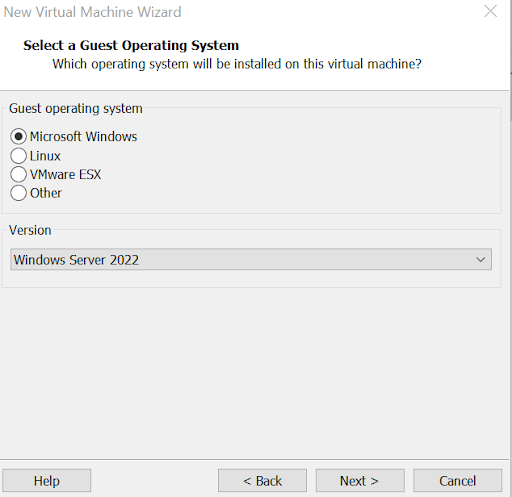 New Virtual Machine Wizard
Select a Guest Operating System
Which operating system will be installed on this virtual machine?
Guest operating system
Microsoft Windows
Linux
VMware ESX
Other
Version
Windows Server 2022
Help
< Back
Next >
Cancel